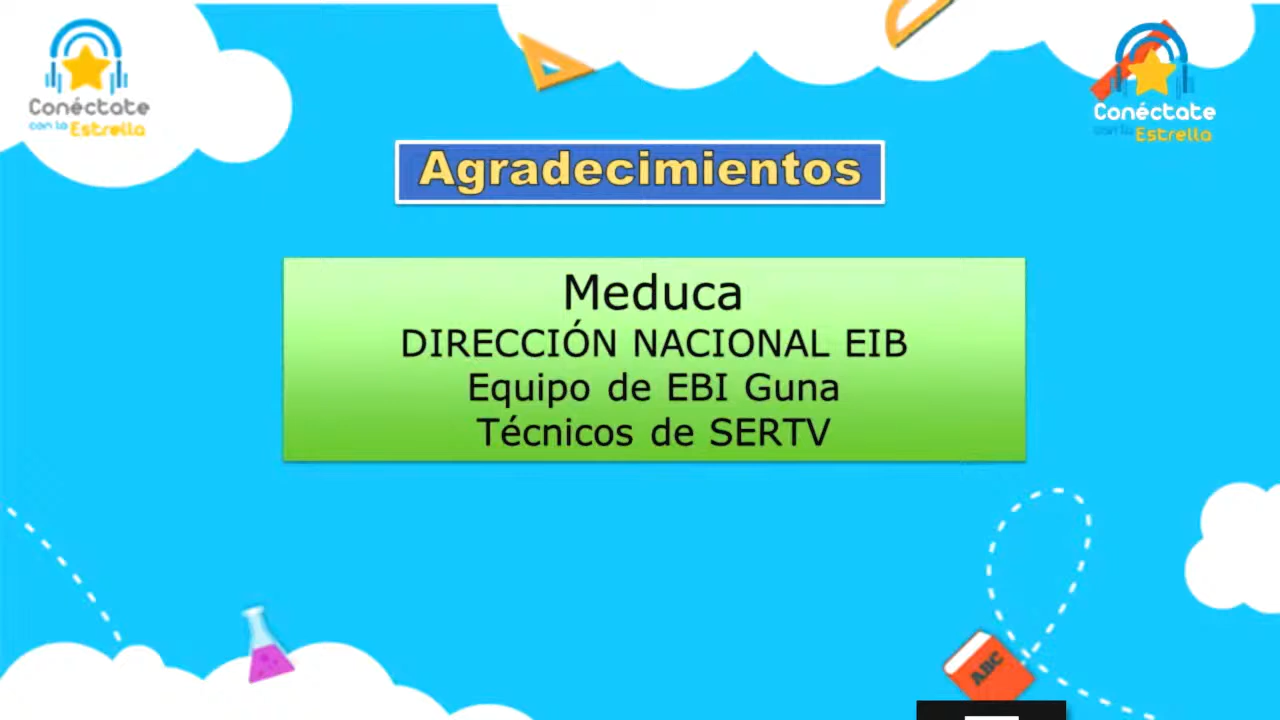 Conéctate
con la Estrella
Conéctate
con la Estrella
Agradecimientos
Meduca
DIRECCIÓN NACIONAL EIB
Equipo de EBI Guna
Técnicos de SERTV
ABC